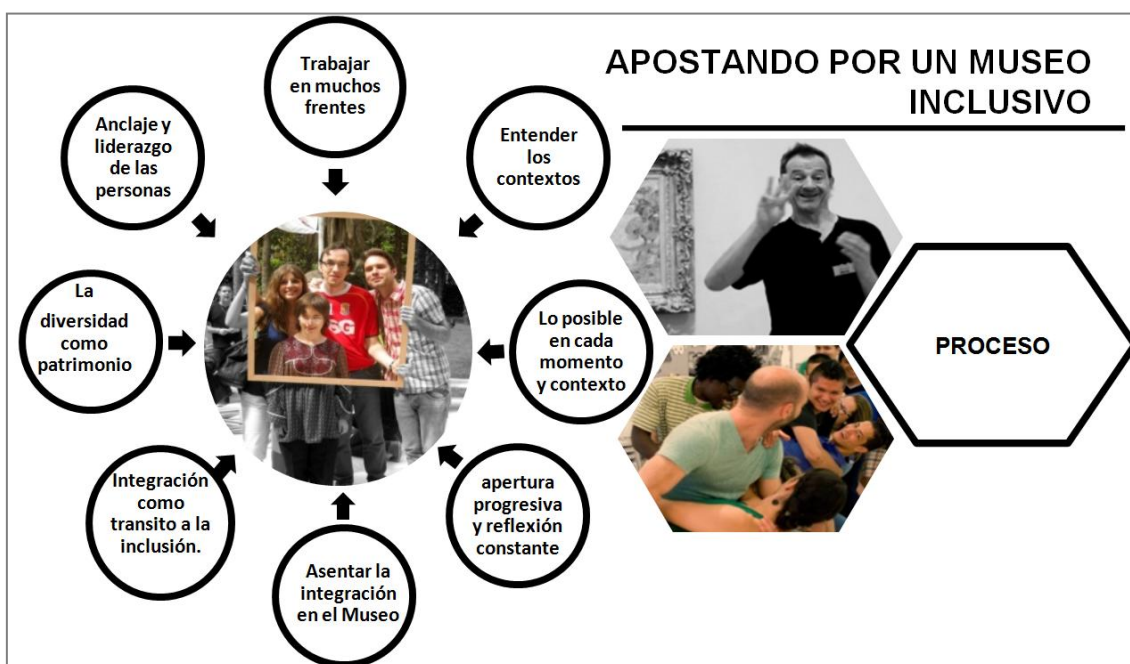 APOSTANDO POR UN MUSEO
INCLUSIVO
Trabajar
en muchos
frentes
Entender
los
contextos
Lo posible
en cada
momento
y contexto
apertura
progresiva
y reflexión
constante
Asentar la
integración
en el Museo
Integración
como
transito a la
inclusión.
La
diversidad
como
patrimonio
Anclaje y
liderazgo
de las
personas
PROCESO